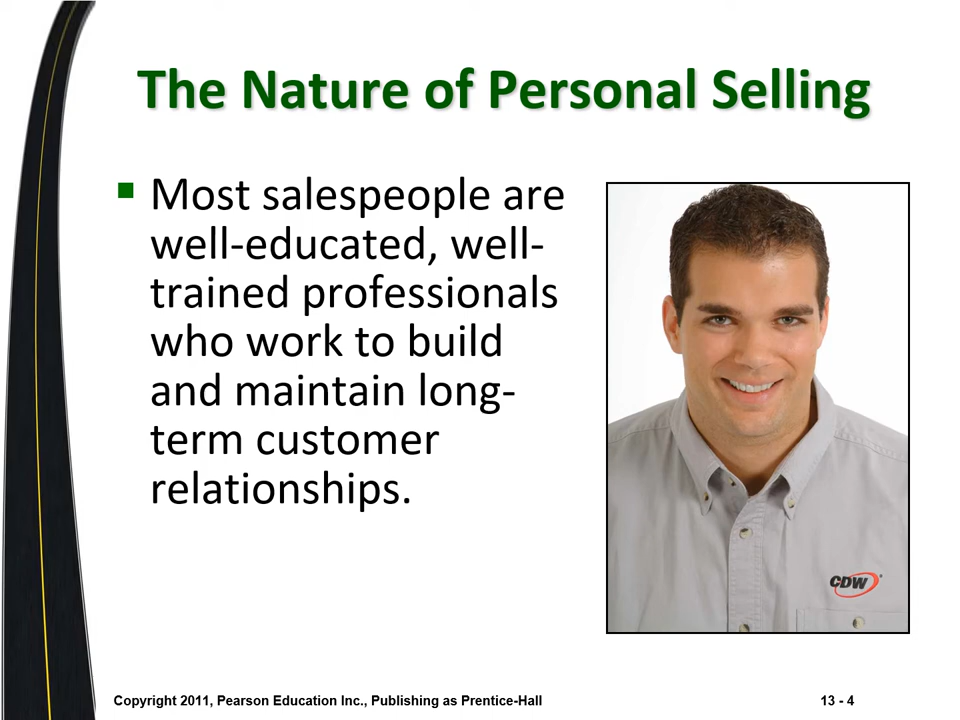 The Nature of Personal Selling
Most salespeople are
well-educated, well-
trained professionals
who work to build
and maintain long-
term customer
relationships.
CDW
Copyright 2011, Pearson Education Inc., Publishing as Prentice-Hall
13 - 4